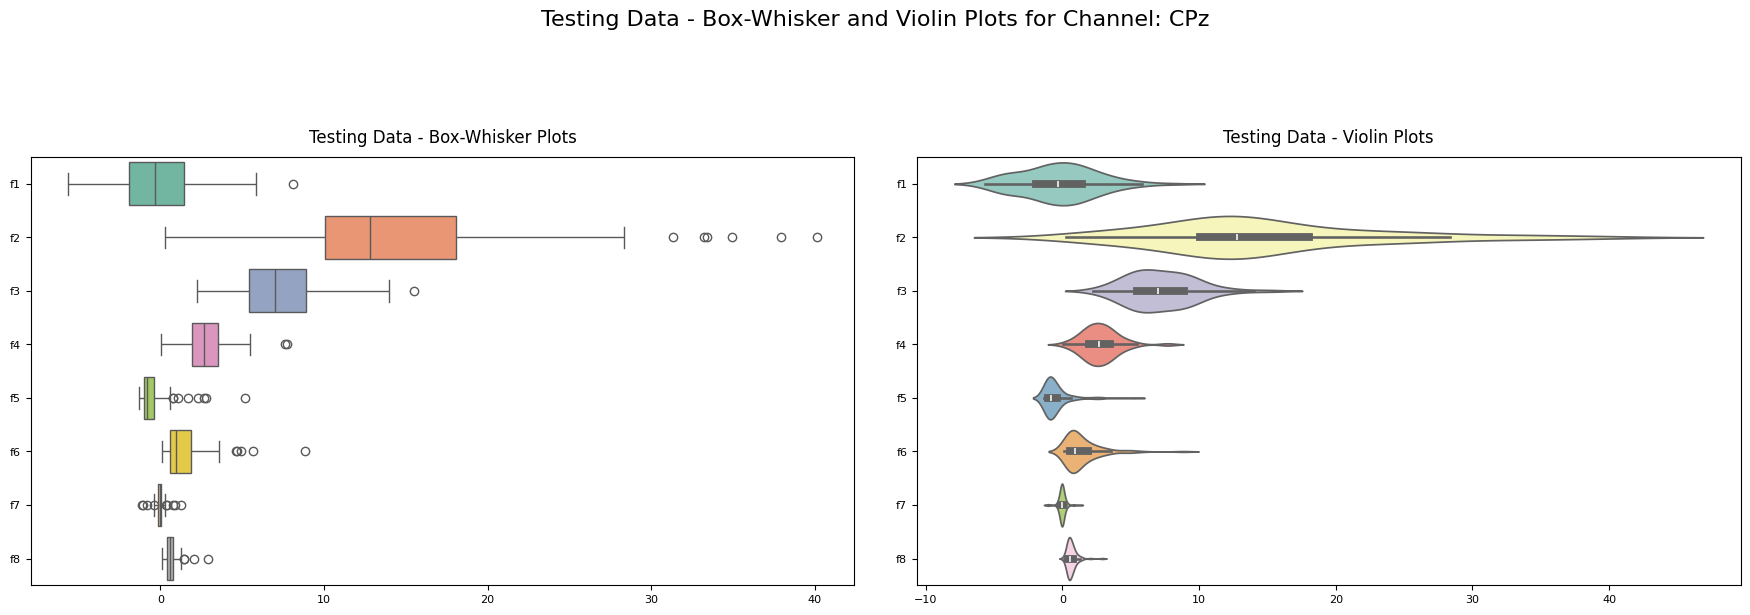 Testing Data - Box-Whisker and Violin Plots for Channel: CPz
Testing Data - Box-Whisker Plots
f1
f2
f3
f4
f5
f6
f7
f8
0 10 20 30 40
Testing Data - Violin Plots
f1
f2
f3
f4
f5
f6
f7
f8
−10 0 10 20 30 40